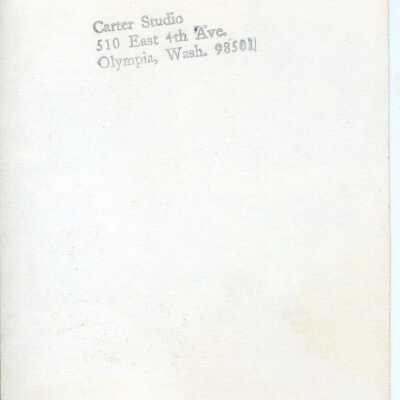 Carter Studio
510 East 4th Ave.
Olympia, Wash. 98501